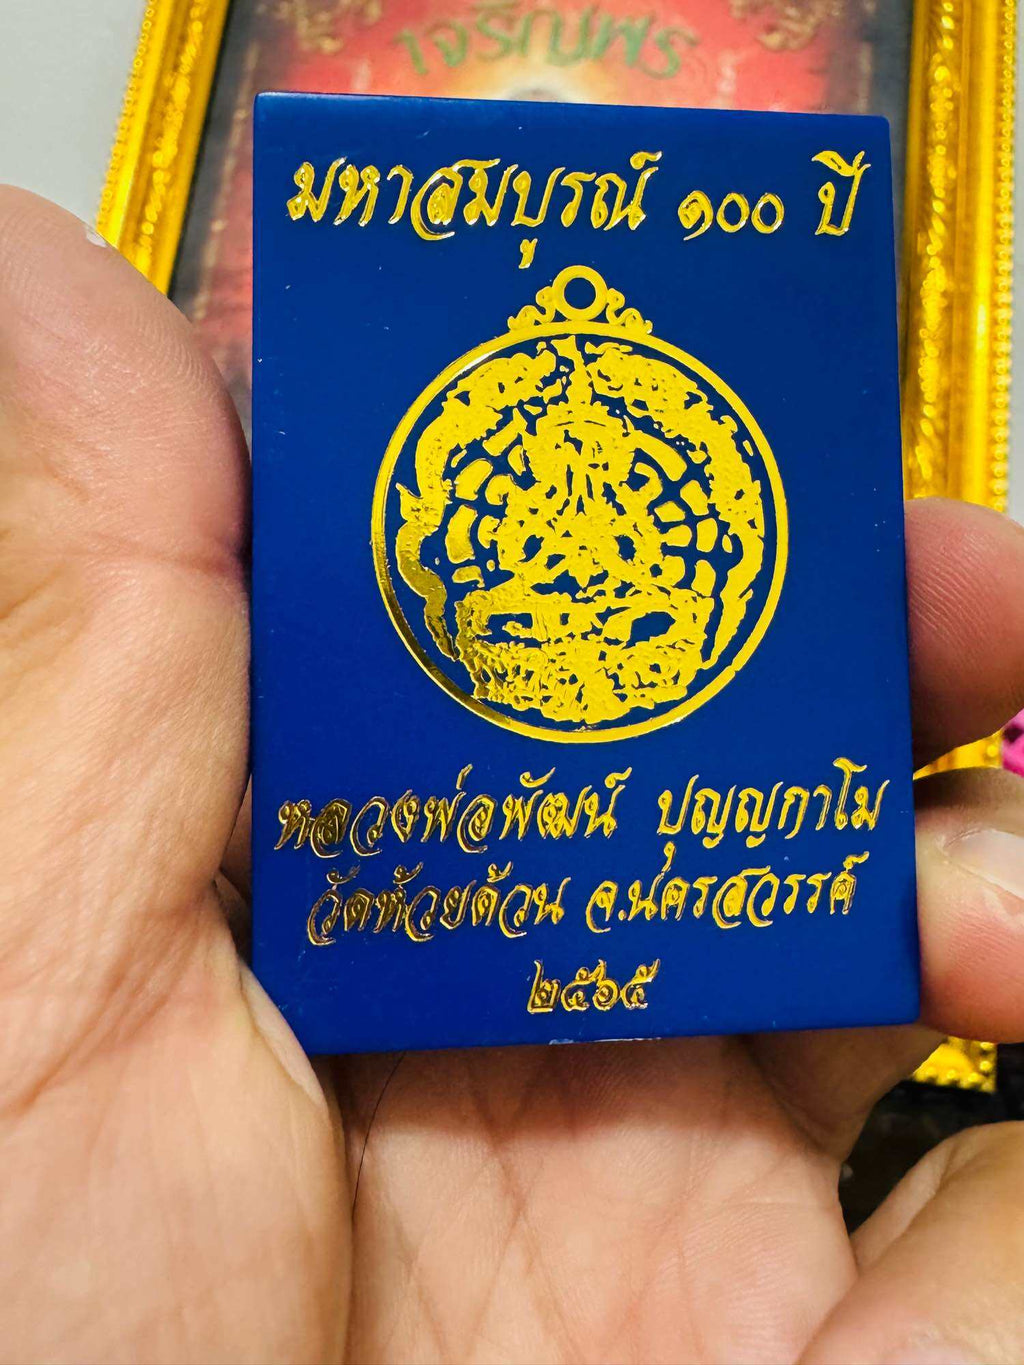 เจริญพร
มหาสมบูรณ์ ๑๐๐ ปี
หลวงพ่อพัฒน์ ปุญญกาโม
วัดห้วยด้วน จ.นครสวรรค์
๒๕๖๕